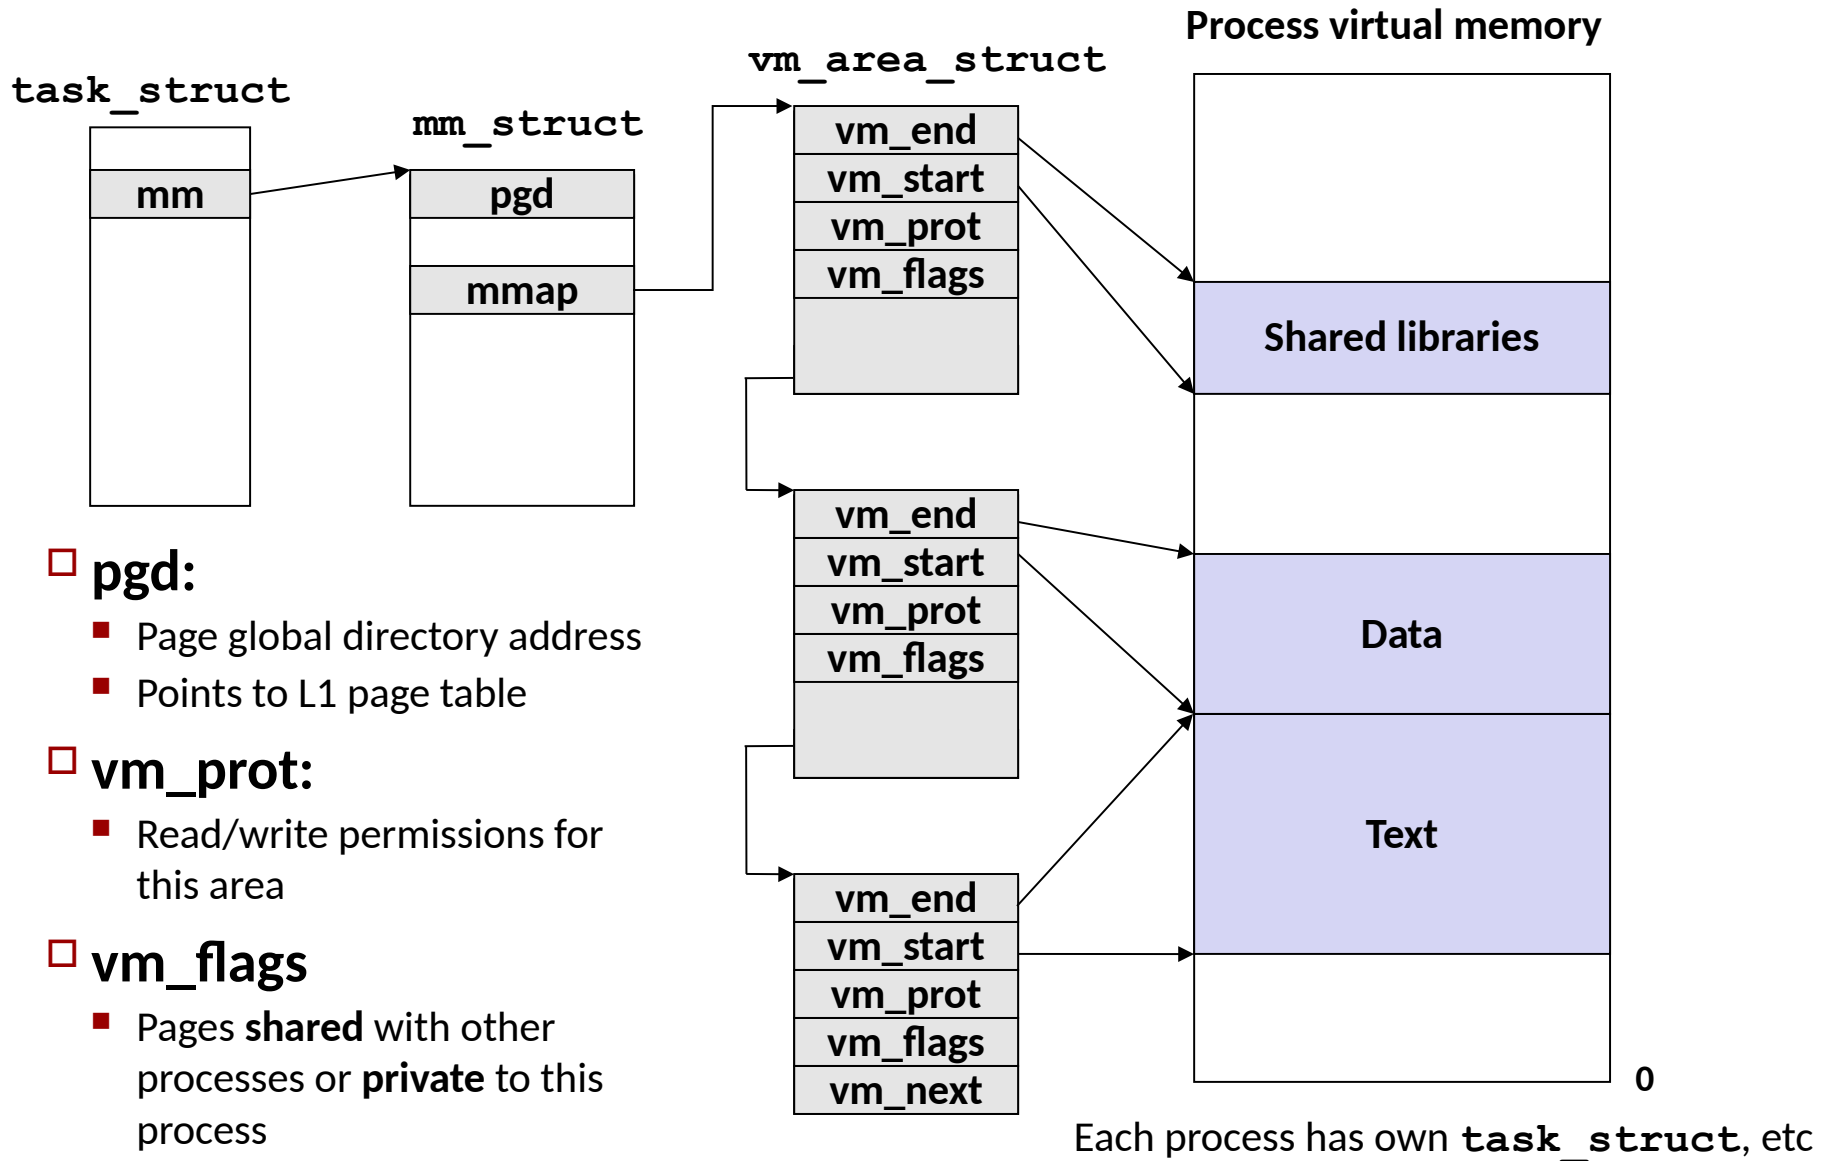 Process virtual memory
vm_area_struct
task_struct
mm_struct
mm
pgd
mmap
vm_end
vm_start
vm_prot
vm_flags
vm_end
vm_start
vm_prot
vm_flags
vm_end
vm_start
vm_prot
vm_flags
vm_next
Shared libraries
Data
Text
0
pgd:
Page global directory address
Points to L1 page table
vm_prot:
Read/write permissions for
this area
vm_flags
Pages shared with other
processes or private to this
process
Each process has own task_struct, etc